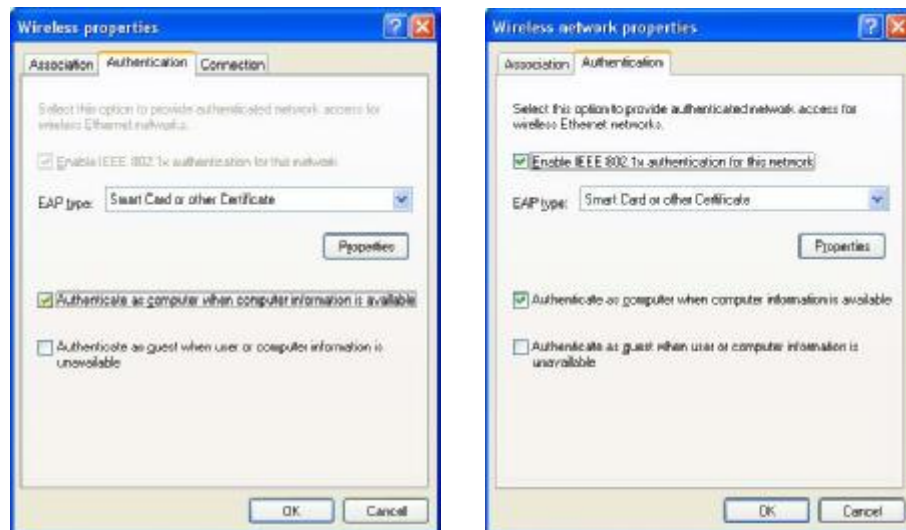 Wireless properties
Association Authentication Connection
Select this option to provide authenticated network access for
wireless Ethernet networks.
Enable IEEE 802.1x authentication for this network
EAP type: Smart Card or other Certificate
Properties
Authenticate as computer when computer information is available
Authenticate as guest when user or computer information is
unavailable
OK Cancel
Wireless network properties
Association Authentication
Select this option to provide authenticated network access for
wireless Ethernet networks.
Enable IEEE 802.1x authentication for this network
EAP type: Smart Card or other Certificate
Properties
Authenticate as computer when computer information is available
Authenticate as guest when user or computer information is
unavailable
OK Cancel